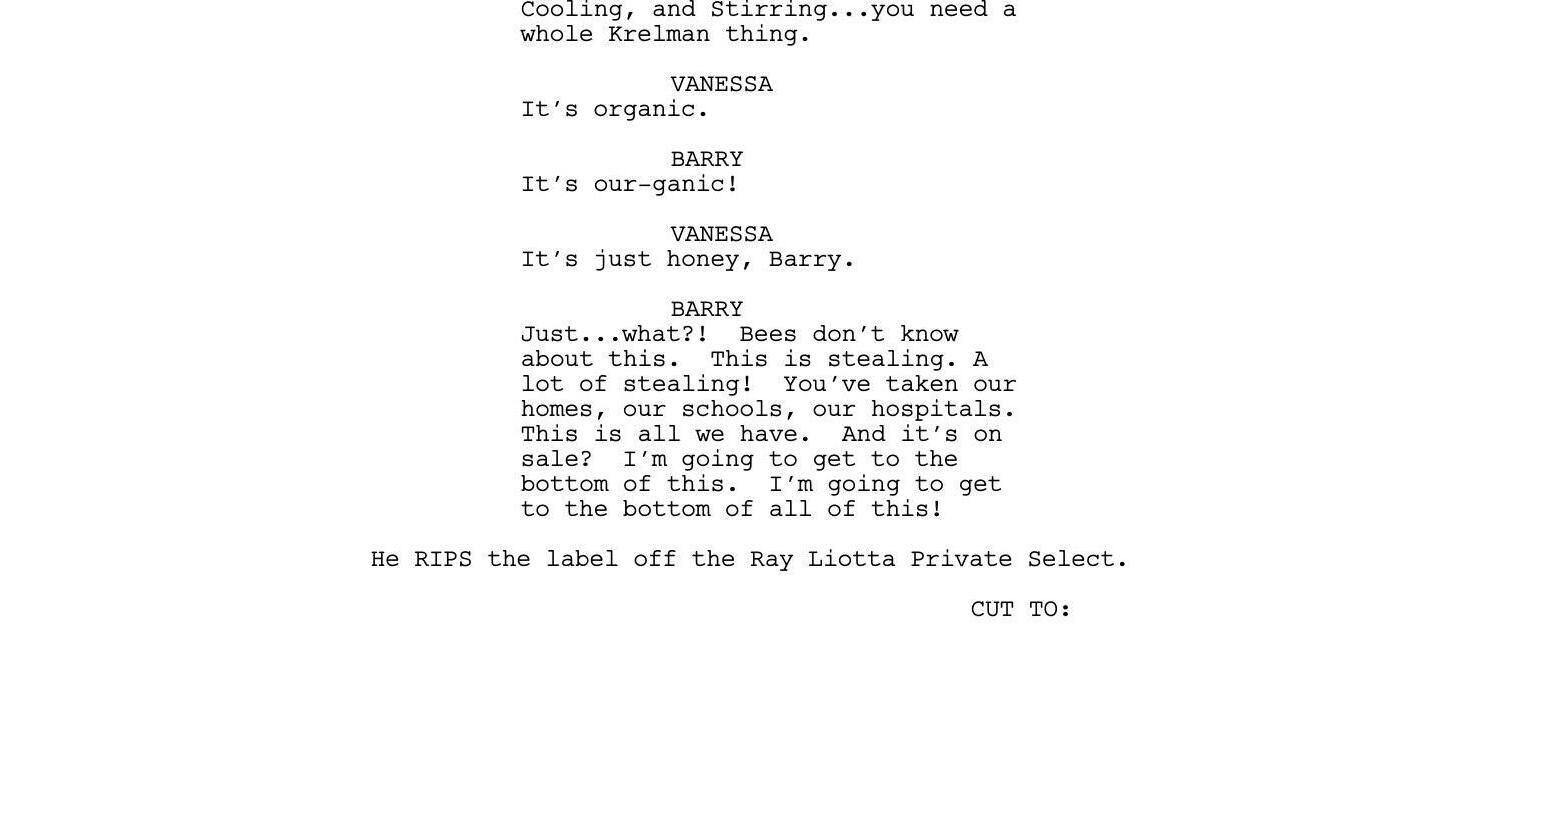 Cooling, and Stirring...you need a
whole Krelman thing.
VANESSA
It's organic.
BARRY
It's our-ganic!
VANESSA
It's just honey, Barry.
BARRY
Just...what?!  Bees don't know
about this.  This is stealing. A
lot of stealing!  You've taken our
homes, our schools, our hospitals.
This is all we have.  And it's on
sale?  I'm going to get to the
bottom of this.  I'm going to get
to the bottom of all of this!
He RIPS the label off the Ray Liotta Private Select.
CUT TO: